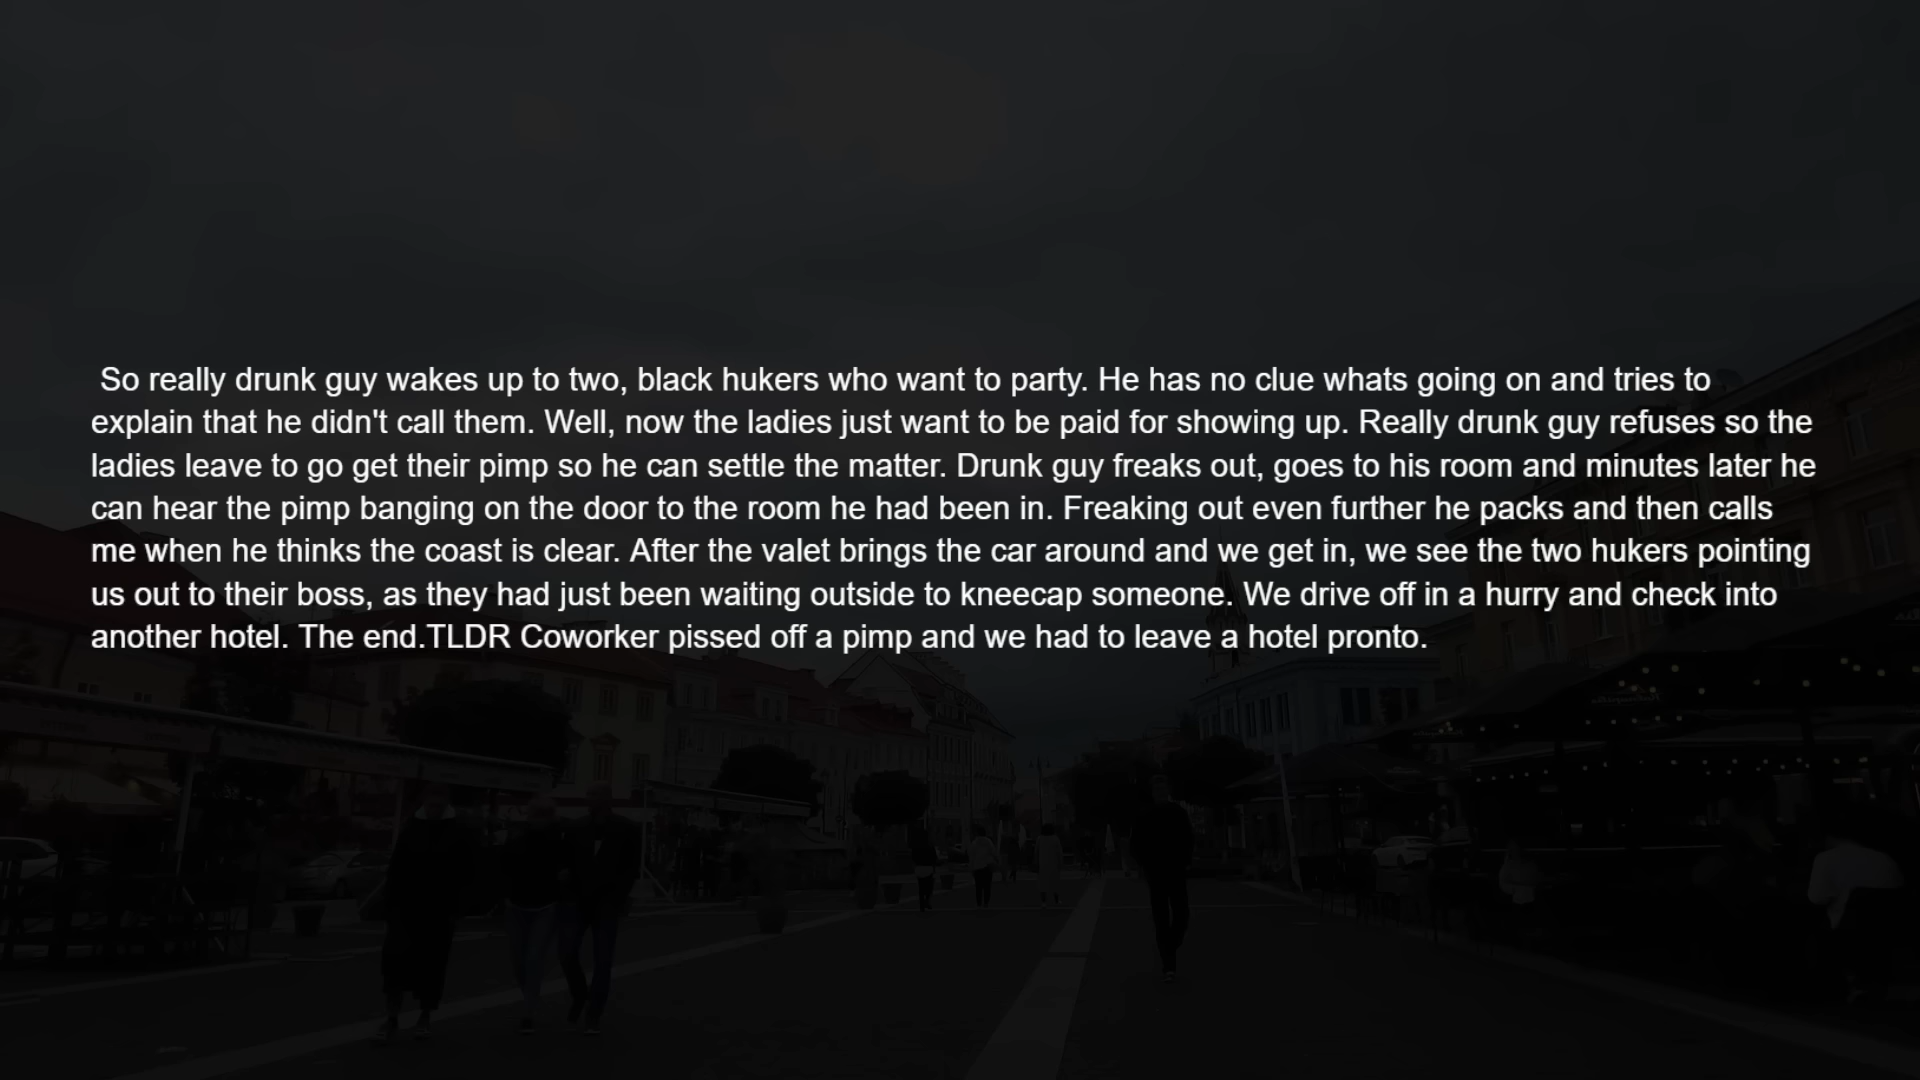 So really drunk guy wakes up to two, black hukers who want to party. He has no clue whats going on and tries to
explain that he didn't call them. Well, now the ladies just want to be paid for showing up. Really drunk guy refuses so the
ladies leave to go get their pimp so he can settle the matter. Drunk guy freaks out, goes to his room and minutes later he
can hear the pimp banging on the door to the room he had been in. Freaking out even further he packs and then calls
me when he thinks the coast is clear. After the valet brings the car around and we get in, we see the two hukers pointing
us out to their boss, as they had just been waiting outside to kneecap someone. We drive off in a hurry and check into
another hotel. The end.TLDR Coworker pissed off a pimp and we had to leave a hotel pronto.